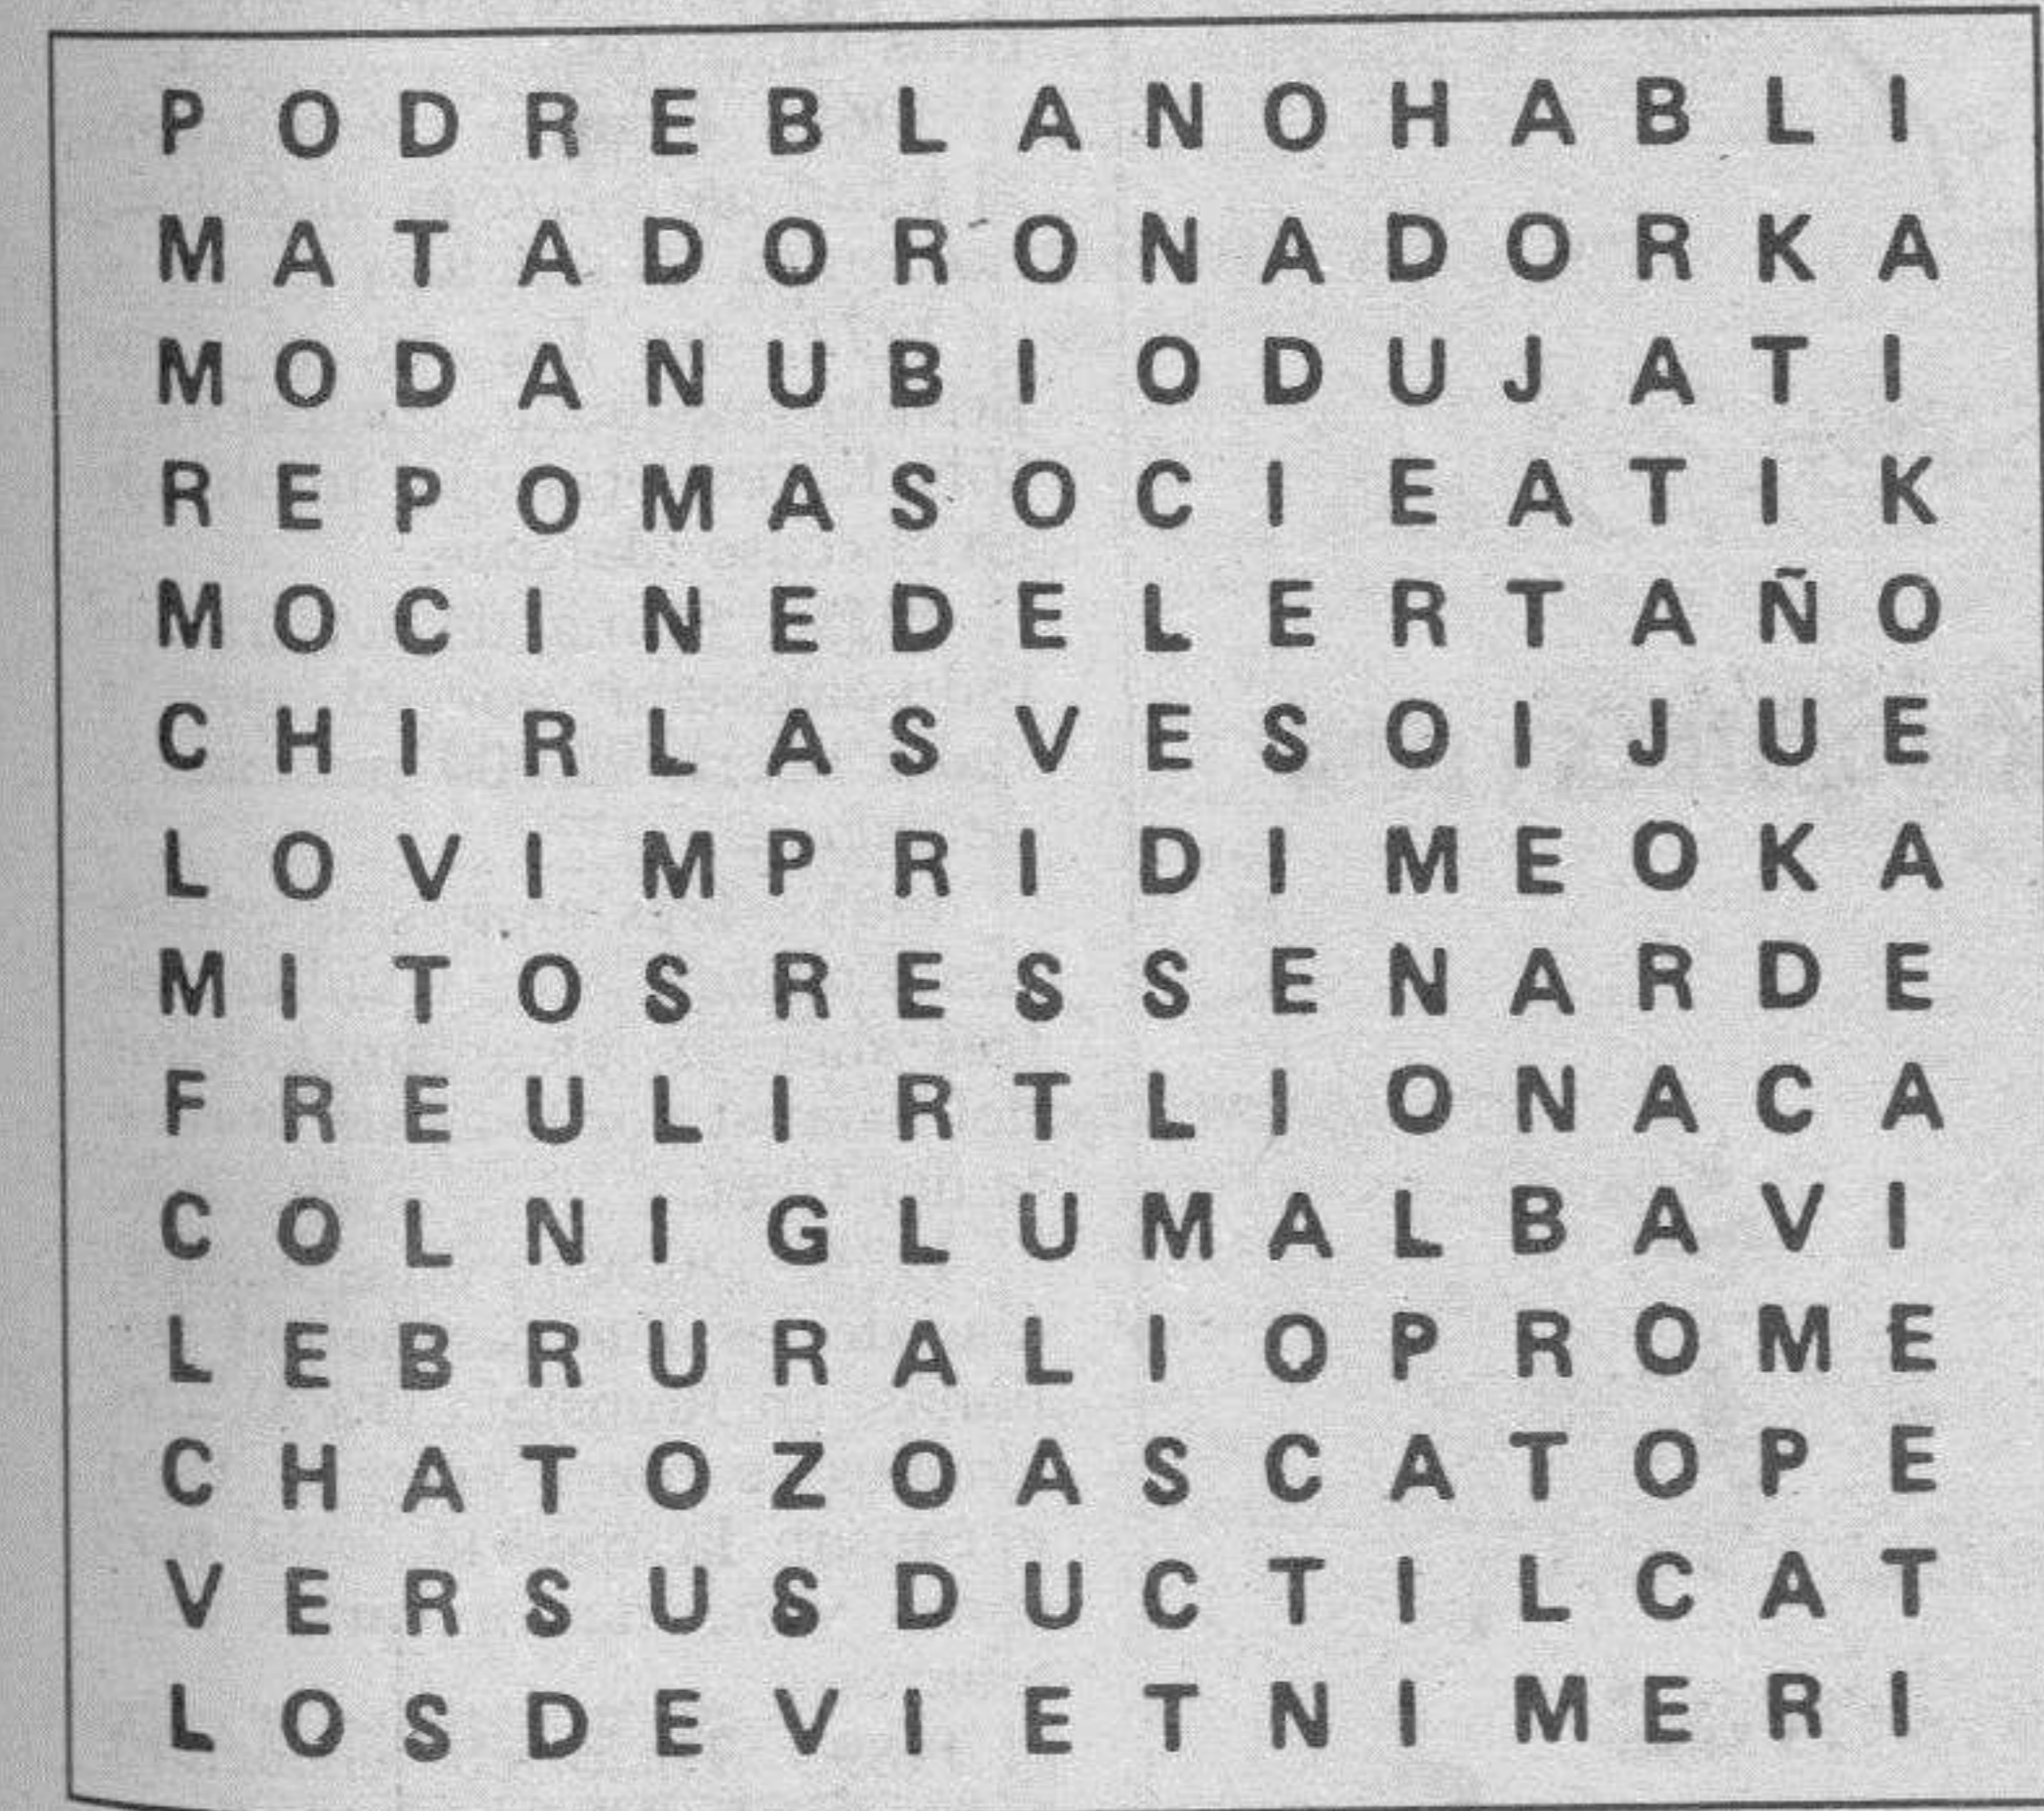 P O D R E B L A N O H A B L I
M A T A D O R O N A D O R K A
M O D A N U B I O D U J A T I
R E P O M A S O C I E A T I K
M O C I N E D E L E R T A Ñ O
C H I R L A S V E S O I J U E
L O V I M P R I D I M E O K A
M I T O S R E S S E N A R D E
F R E U L I R T L I O N A C A
C O L N I G L U M A L B A V I
L E B R U R A L I O P R O M E
C H A T O Z O A S C A T O P E
V E R S U S D U C T I L C A T
L O S D E V I E T N I M E R I